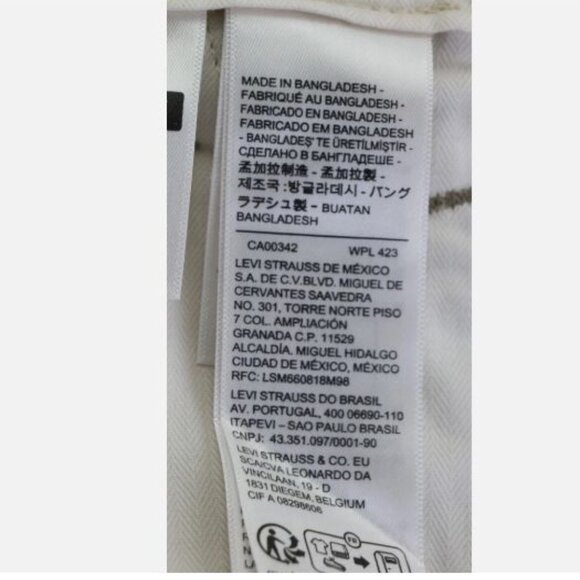 MADE IN BANGLADESH -
FABRIQUÉ AU BANGLADESH -
FABRICADO EN BANGLADESH -
FABRICADO EM BANGLADESH
- BANGLADEŞ'TE ÜRETİLMİŞTİR -
СДЕЛАНО В БАНГЛАДЕШЕ -
孟加拉制造 - 孟加拉製 -
제조국 :방글라데시 - バング
ラデシュ製 - BUATAN
BANGLADESH
CA00342 WPL 423
LEVI STRAUSS DE MÉXICO
S.A. DE C.V.BLVD. MIGUEL DE
CERVANTES SAAVEDRA
NO. 301, TORRE NORTE PISO
7 COL. AMPLIACIÓN
GRANADA C.P. 11529
ALCALDÍA. MIGUEL HIDALGO
CIUDAD DE MÉXICO, MÉXICO
RFC: LSM660818M98
LEVI STRAUSS DO BRASIL
AV. PORTUGAL, 400 06690-110
ITAPEVI – SAO PAULO BRASIL
CNPJ: 43.351.097/0001-90
LEVI STRAUSS & CO. EU
LEONARDO DA
VINCILAAN, 19 - D
1831 DIEGEM, BELGIUM
CIF A 08298606
FR